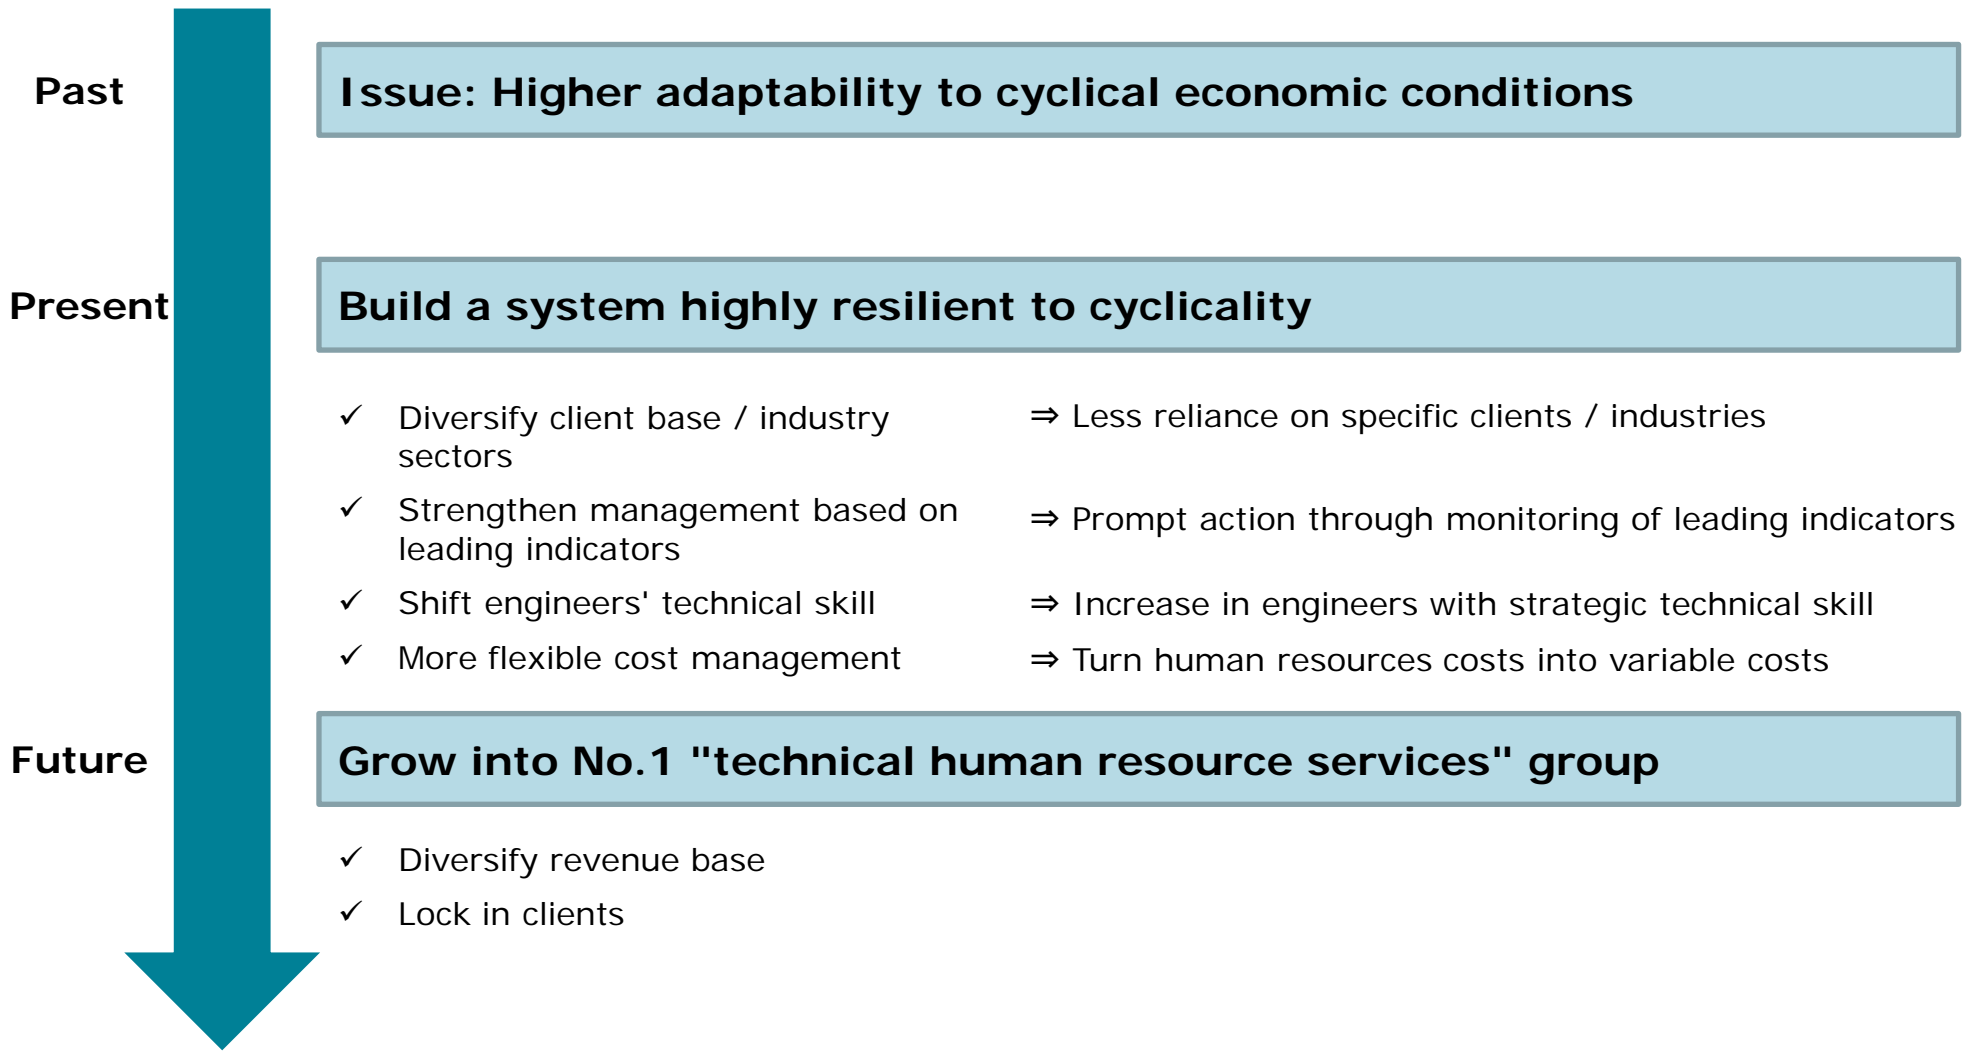 Past
Issue: Higher adaptability to cyclical economic conditions
Present
Build a system highly resilient to cyclicality
✓ Diversify client base / industry
sectors
⇒ Less reliance on specific clients / industries
✓ Strengthen management based on
leading indicators
⇒ Prompt action through monitoring of leading indicators
✓ Shift engineers' technical skill
⇒ Increase in engineers with strategic technical skill
✓ More flexible cost management
⇒ Turn human resources costs into variable costs
Future
Grow into No.1 "technical human resource services" group
✓ Diversify revenue base
✓ Lock in clients